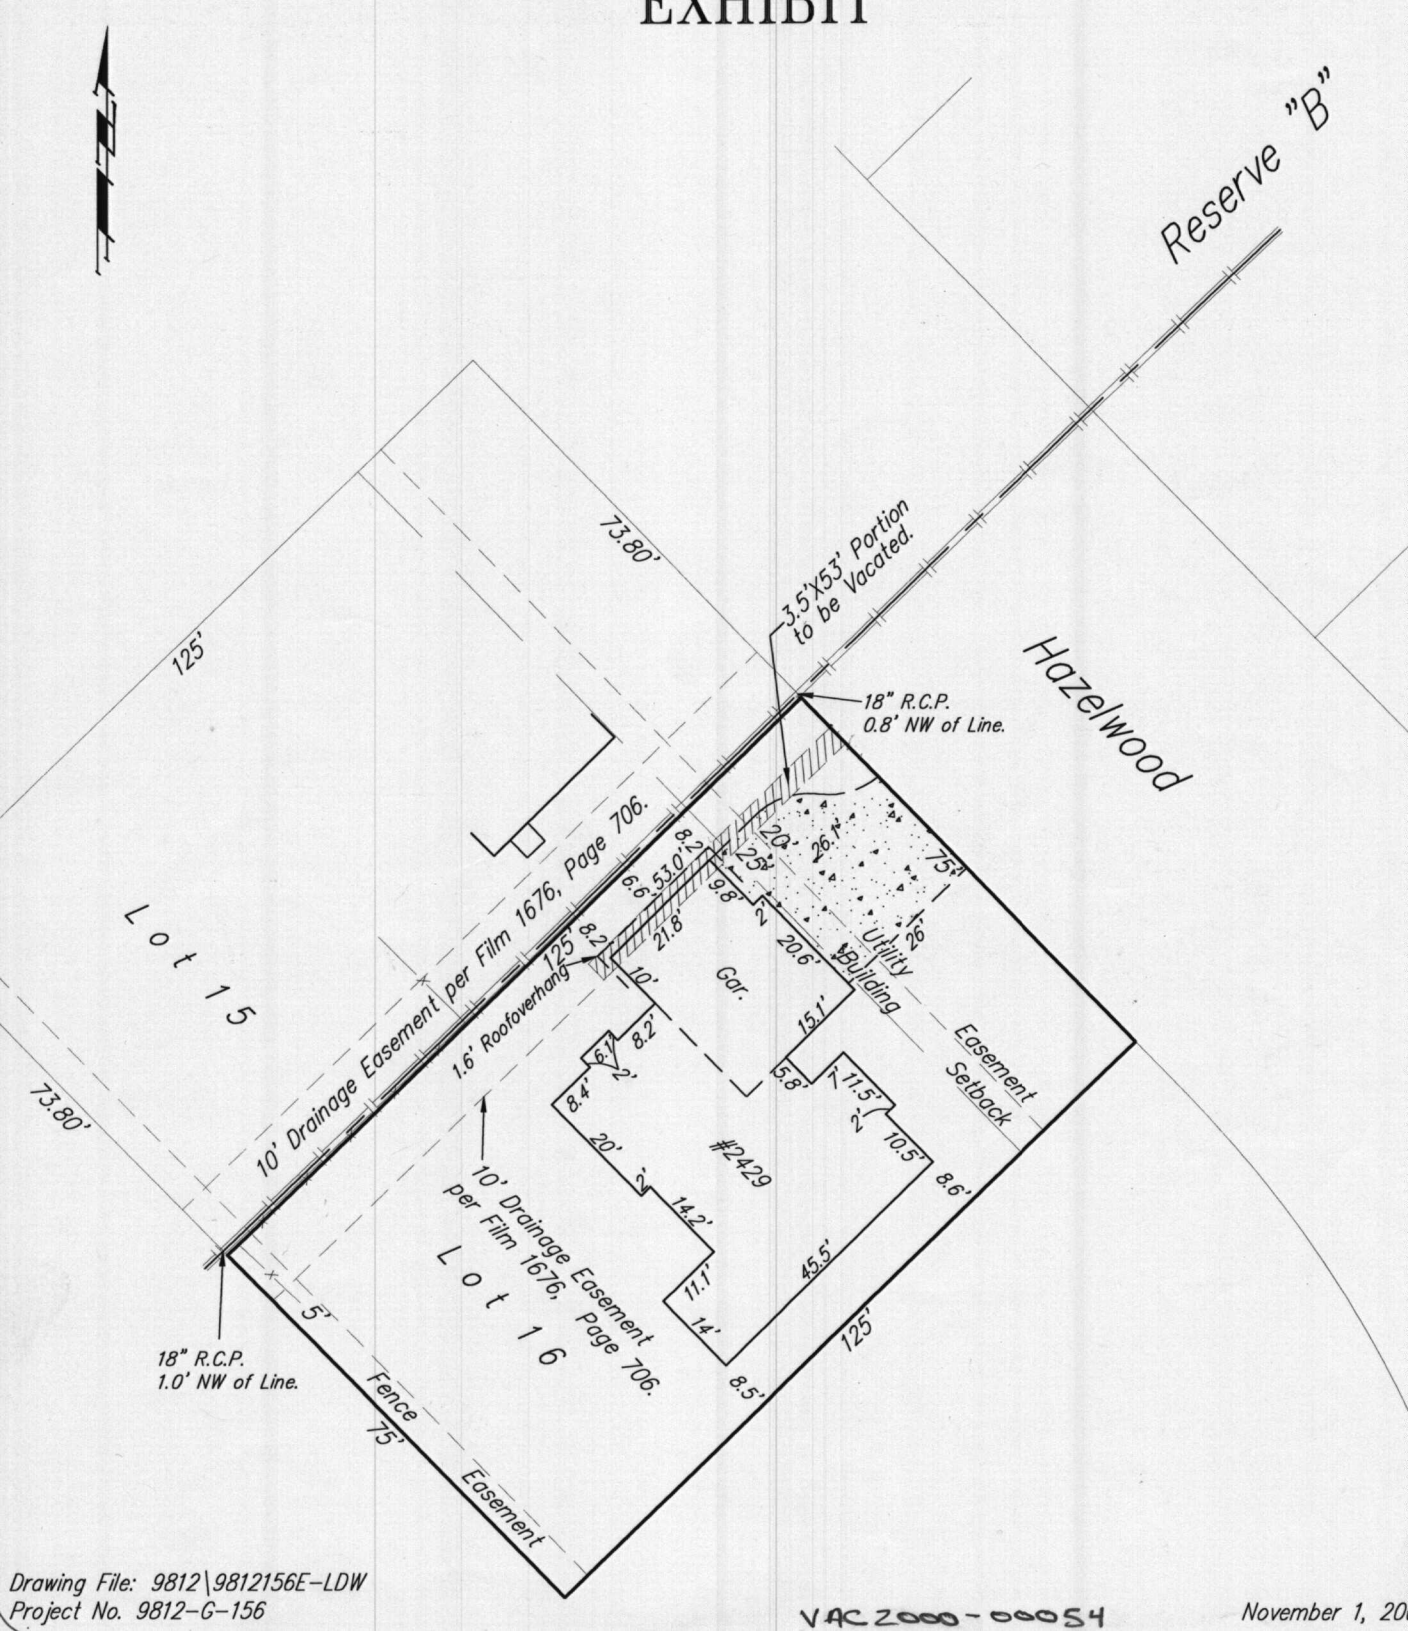 EXHIBIT
Reserve "B"
73.80'
125'
3.5'X53' Portion
to be Vacated.
18" R.C.P.
0.8' NW of Line.
Hazelwood
10' Drainage Easement per Film 1676, Page 706.
8.2'
53.0'
6.6'
8.2'
125'
20'
25'
26.1'
75'
9.8'
2'
21.8'
20.6'
Utility
Building
26'
10'
Gar.
15.1'
1.6' Roofoverhang
Lot 15
8.2'
6.1'
2'
8.4'
5.8'
7'
11.5'
2'
10.5'
Easement
Setback
73.80'
20'
2'
14.2'
#2429
8.6'
10' Drainage Easement
per Film 1676, Page 706.
Lot 16
11.1'
14'
45.5'
8.5'
125'
5'
18" R.C.P.
1.0' NW of Line.
Fence
75'
Easement
Drawing File: 9812\9812156E-LDW
Project No. 9812-G-156
VAC2000-00054
November 1, 20